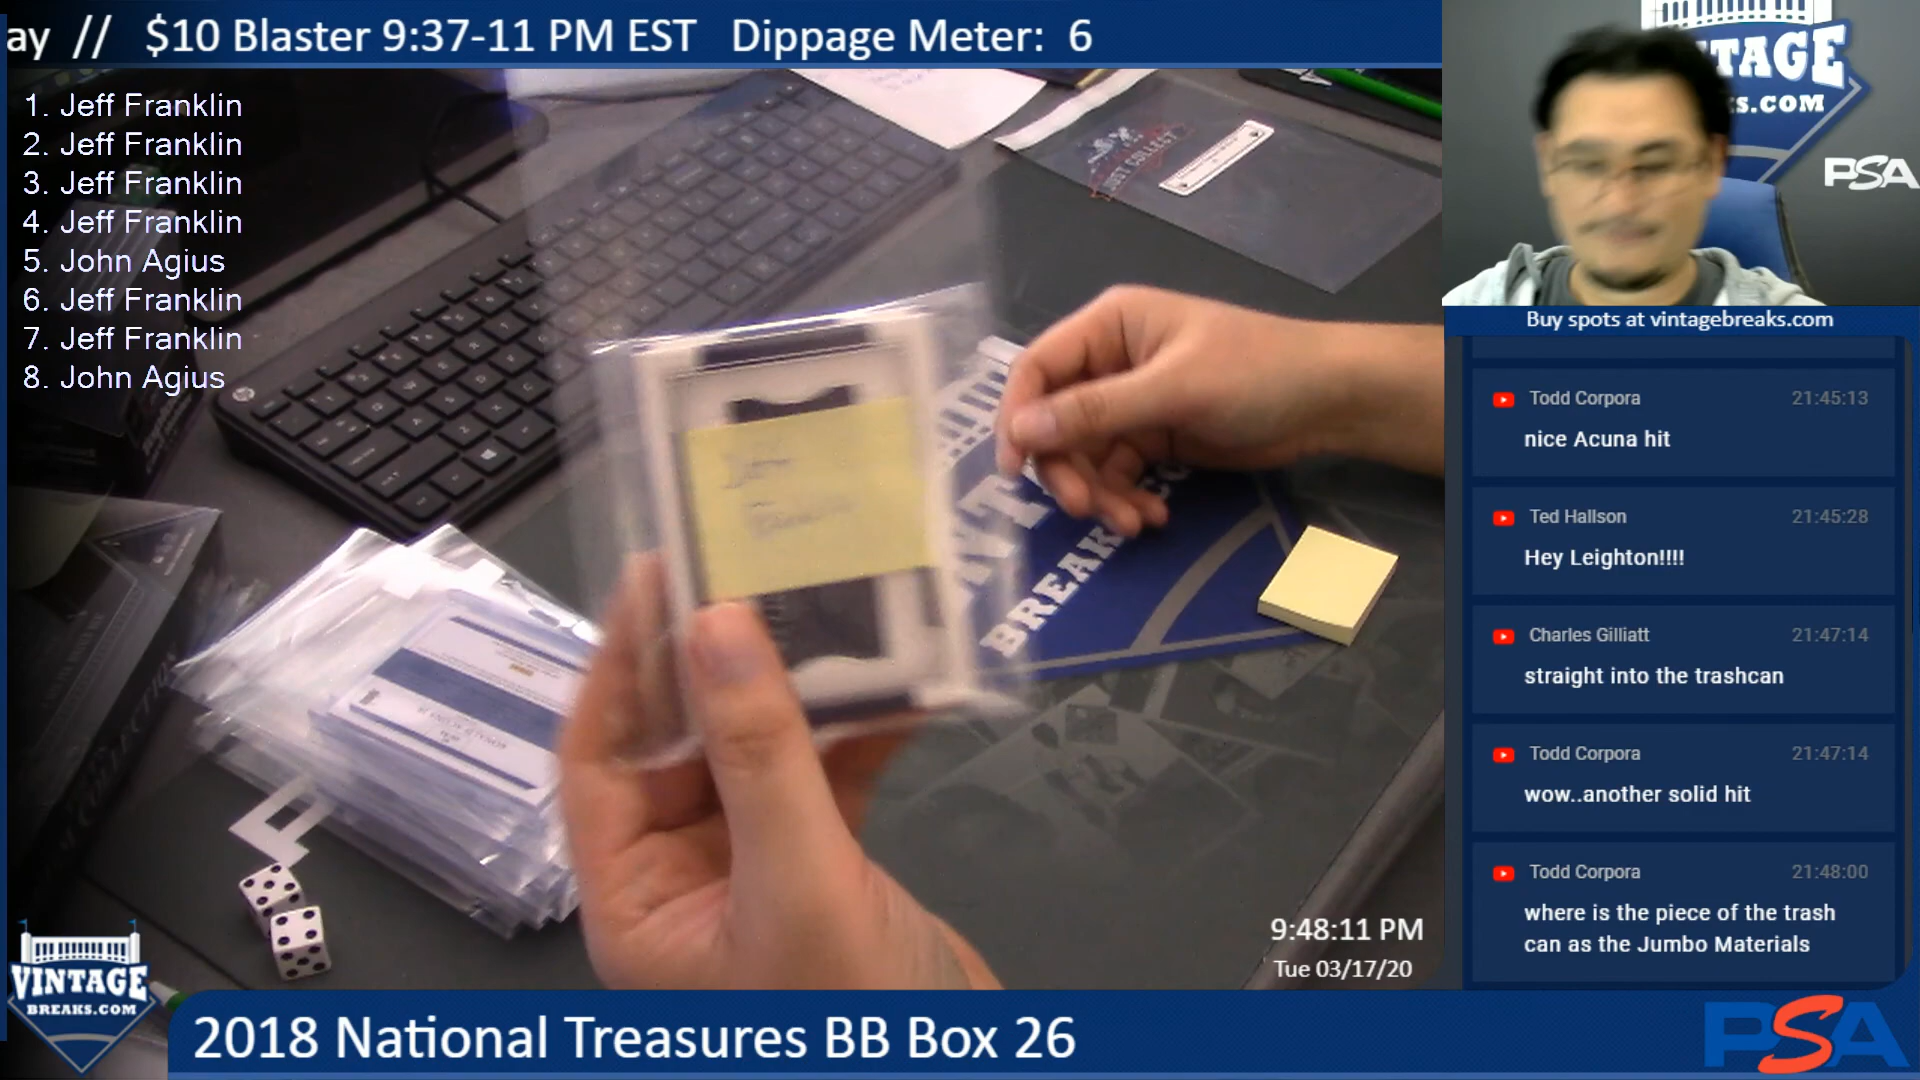 ay // $10 Blaster 9:37-11 PM EST Dippage Meter: 6
1. Jeff Franklin
2. Jeff Franklin
3. Jeff Franklin
4. Jeff Franklin
5. John Agius
6. Jeff Franklin
7. Jeff Franklin
8. John Agius
JUST COLLECT
BREAK
TAGE
S.COM
PSA
Buy spots at vintagebreaks.com
Todd Corpora 21:45:13
nice Acuna hit
Ted Hallson 21:45:28
Hey Leighton!!!!
Charles Gilliatt 21:47:14
straight into the trashcan
Todd Corpora 21:47:14
wow..another solid hit
Todd Corpora 21:48:00
where is the piece of the trash
can as the Jumbo Materials
9:48:11 PM
Tue 03/17/20
VINTAGE
BREAKS.COM
2018 National Treasures BB Box 26
PSA